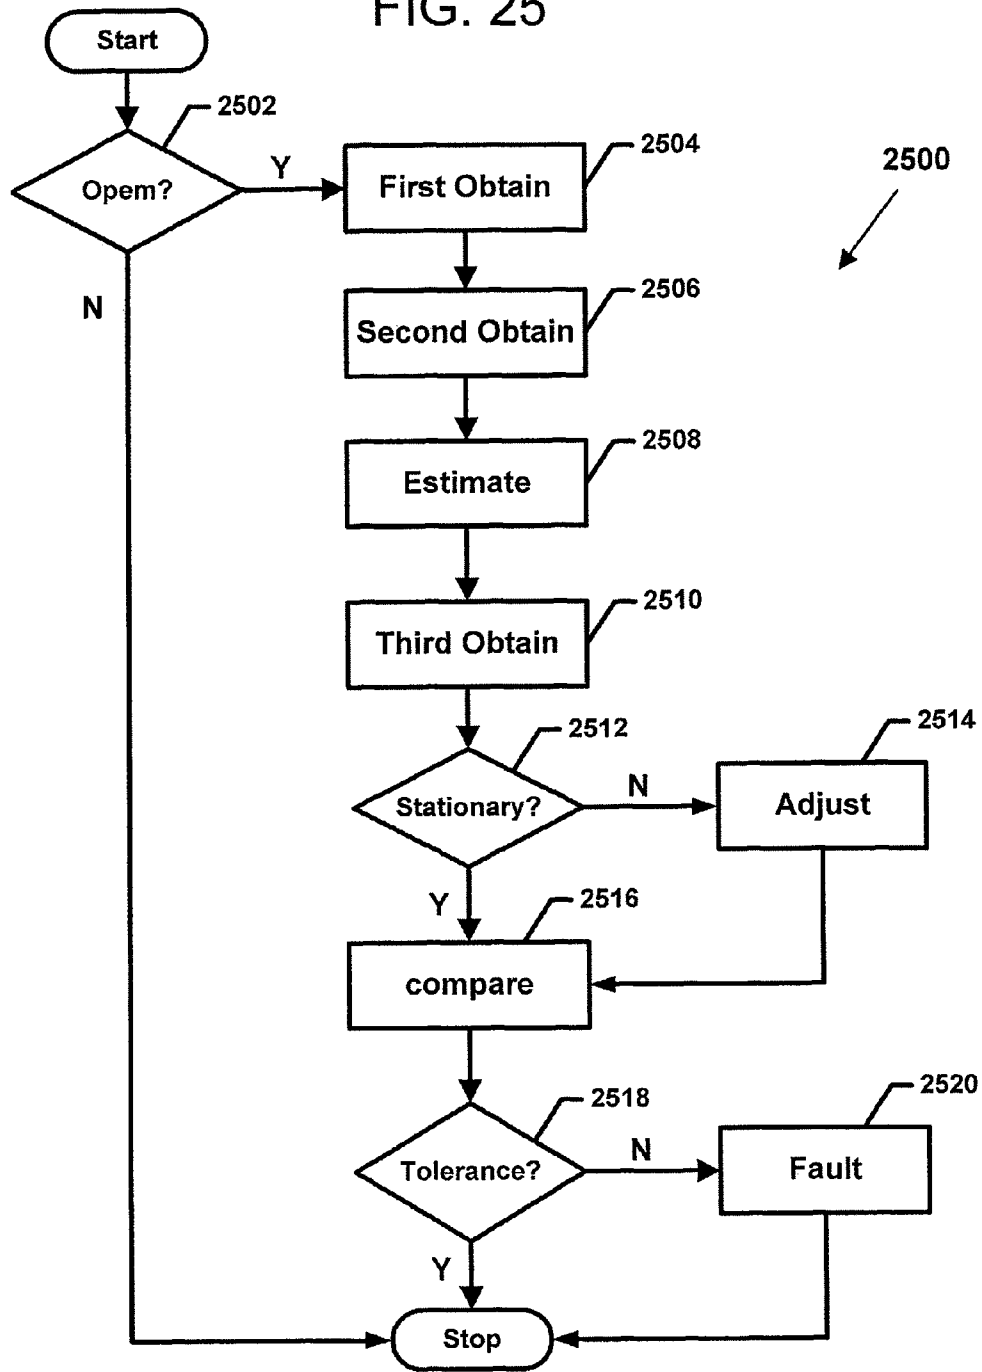 FIG. 25
Start
2502
Opem?
Y
N
First Obtain
2504
2500
Second Obtain
2506
Estimate
2508
Third Obtain
2510
Stationary?
2512
N
Adjust
2514
Y
compare
2516
Tolerance?
2518
N
Fault
2520
Y
Stop